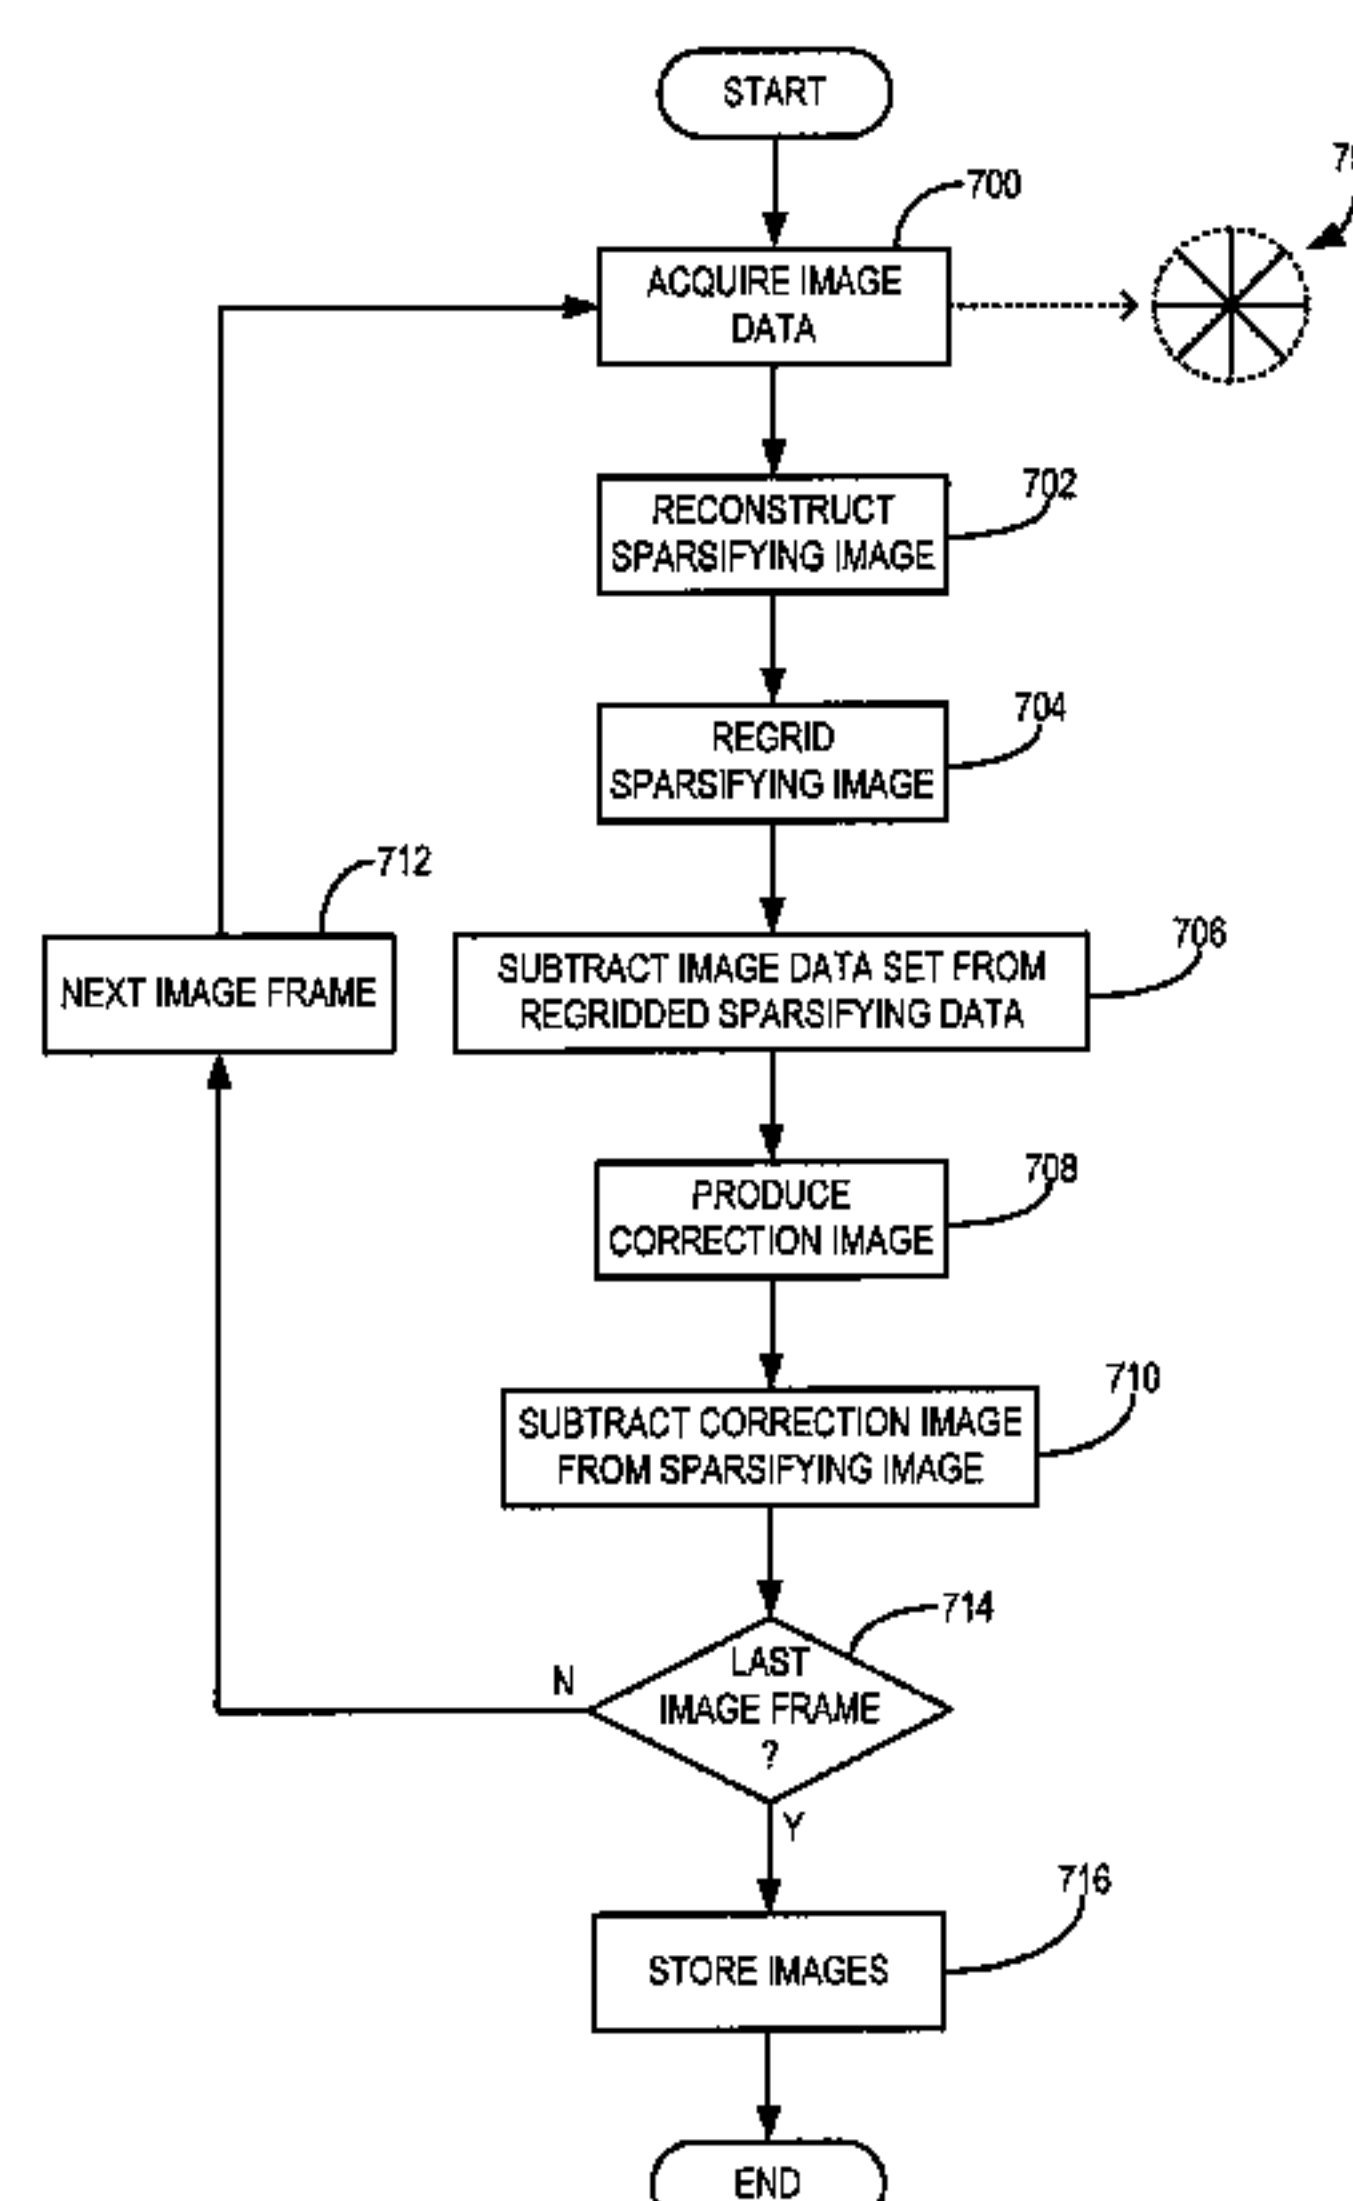 START
700
ACQUIRE IMAGE
DATA
702
RECONSTRUCT
SPARSIFYING IMAGE
704
REGRID
SPARSIFYING IMAGE
712
NEXT IMAGE FRAME
706
SUBTRACT IMAGE DATA SET FROM
REGRIDDED SPARSIFYING DATA
708
PRODUCE
CORRECTION IMAGE
710
SUBTRACT CORRECTION IMAGE
FROM SPARSIFYING IMAGE
714
LAST
IMAGE FRAME
?
N
Y
716
STORE IMAGES
END